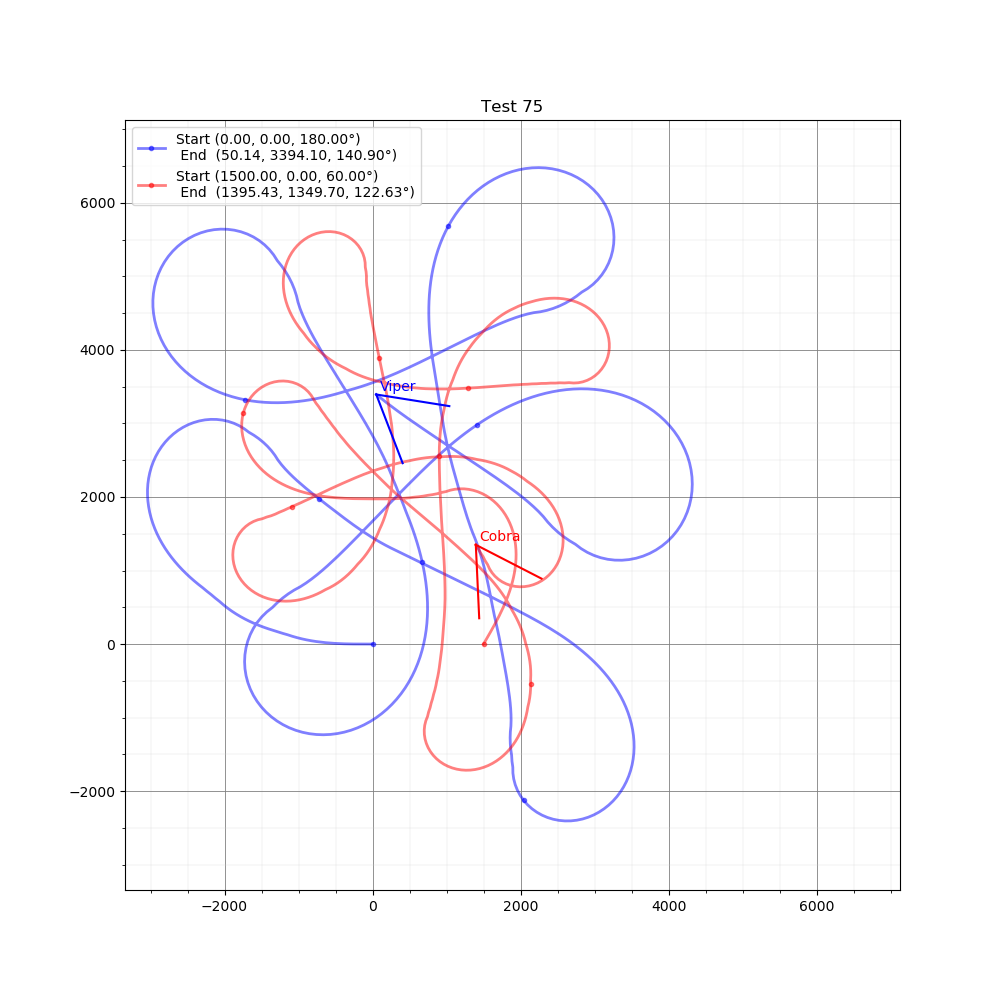 Test 75
Start (0.00, 0.00, 180.00°)
End (50.14, 3394.10, 140.90°)
Start (1500.00, 0.00, 60.00°)
End (1395.43, 1349.70, 122.63°)
6000
4000
2000
0
−2000
Viper
Cobra
−2000 0 2000 4000 6000